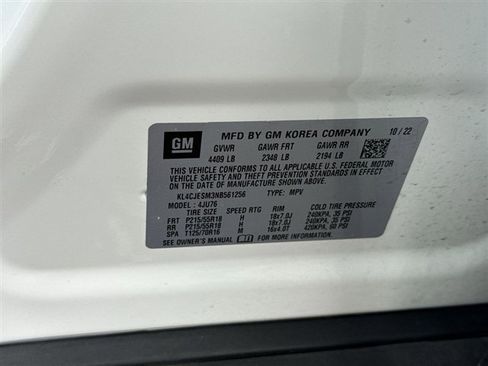 GM
MFD BY GM KOREA COMPANY 10/22
GVWR GAWR FRT GAWR RR
4409 LB 2348 LB 2194 LB
THIS VEHICLE CONFORMS TO ALL APPLICABLE U.S. FEDERAL MOTOR
VEHICLE SAFETY AND THEFT PREVENTION STANDARDS IN EFFECT ON
THE DATE OF MANUFACTURE SHOWN ABOVE.
KL4CJESM3NB561256 TYPE: MPV
MODEL: 4JU76
TIRE SIZE SPEED RTG RIM COLD TIRE PRESSURE
FRT P215/55R18 H 18x7.0J 240KPA, 35 PSI
RR P215/55R18 H 18x7.0J 240KPA, 35 PSI
SPA T125/70R16 M 16x4.0T 420KPA, 60 PSI
SEE OWNER'S MANUAL